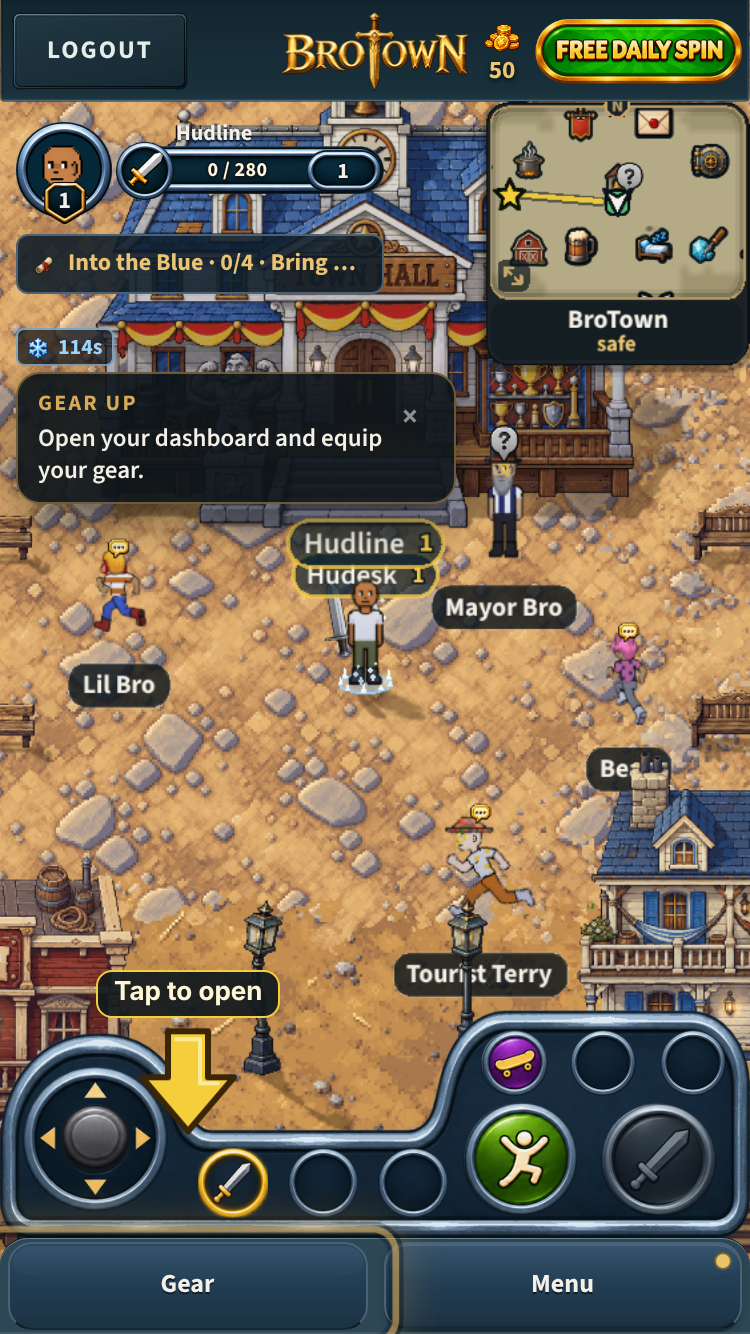 LOGOUT
BROTOWN
50
FREE DAILY SPIN
N
Hudline
1
0 / 280
1
Into the Blue · 0/4 · Bring ...
HALL
?
BroTown
safe
114s
GEAR UP
×
Open your dashboard and equip
your gear.
?
Hudline 1
Hudesk 1
Mayor Bro
Lil Bro
Tourist Terry
Tap to open
Gear
Menu